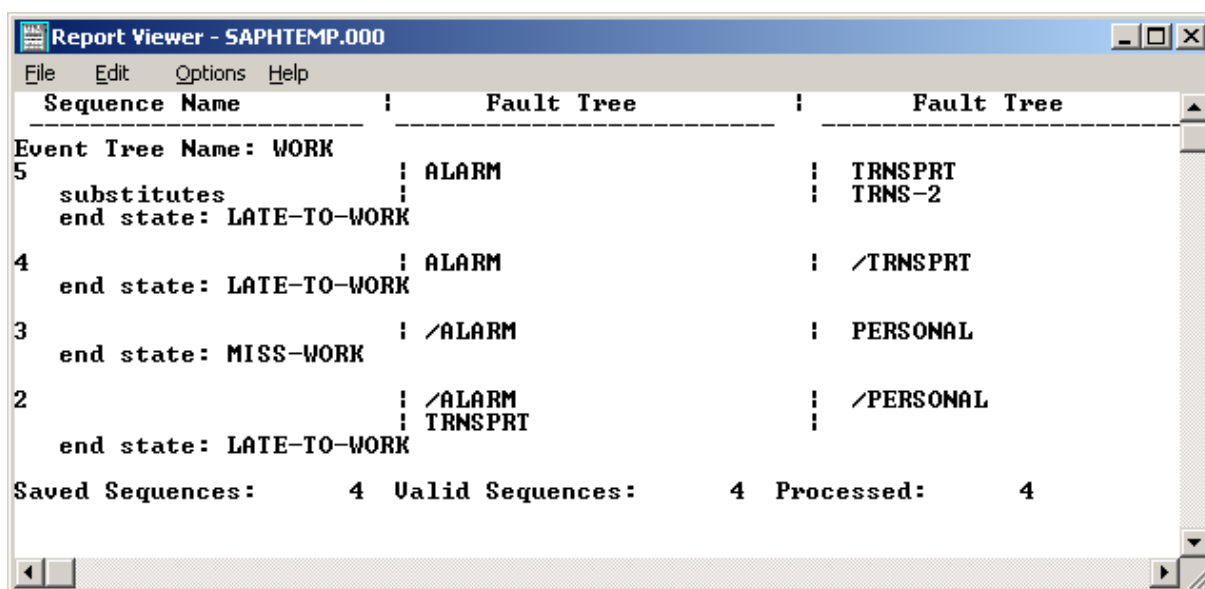 Report Viewer - SAPHTEMP.000
File Edit Options Help
Sequence Name ¦ Fault Tree ¦ Fault Tree
---------------------- ------------------------- ------------------------
Event Tree Name: WORK
5 ¦ ALARM ¦ TRNSPRT
substitutes ¦ ¦ TRNS-2
end state: LATE-TO-WORK
4 ¦ ALARM ¦ /TRNSPRT
end state: LATE-TO-WORK
3 ¦ /ALARM ¦ PERSONAL
end state: MISS-WORK
2 ¦ /ALARM ¦ /PERSONAL
¦ TRNSPRT ¦
end state: LATE-TO-WORK
Saved Sequences: 4 Valid Sequences: 4 Processed: 4